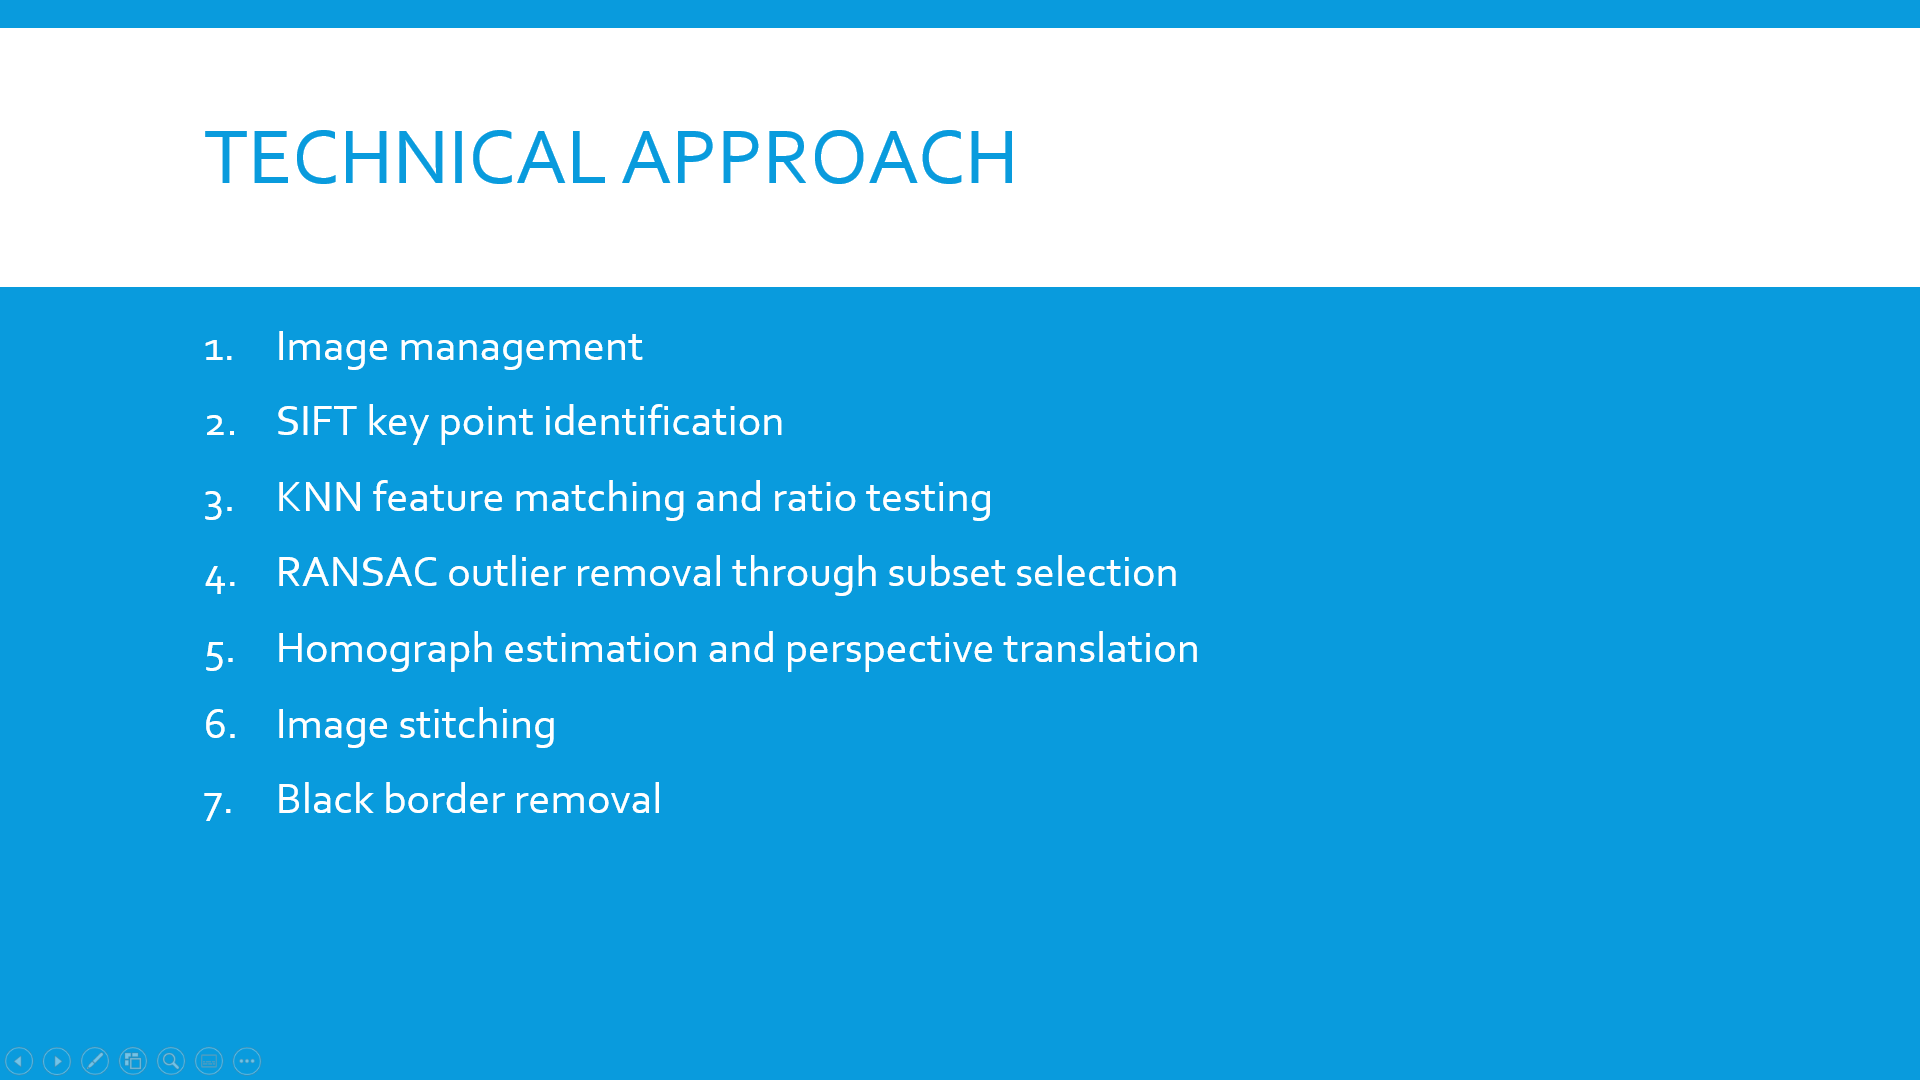 TECHNICAL APPROACH
1. Image management
2. SIFT key point identification
3. KNN feature matching and ratio testing
4. RANSAC outlier removal through subset selection
5. Homograph estimation and perspective translation
6. Image stitching
7. Black border removal